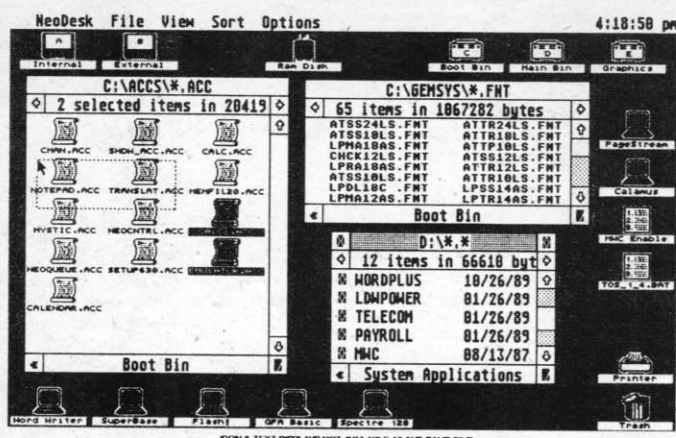 NeoDesk File View Sort Options 4:18:50 pm
A B C D E
Internal External Ram Disk Boot Bin Main Bin Graphics
C:\ACCS\*.ACC
2 selected items in 20419
CMAN.ACC SHOW_ACC.ACC CALC.ACC
NOTEPAD.ACC TRANSLAT.ACC MEMFIL20.ACC
MYSTIC.ACC NEOCNTRL.ACC
NEOQUEUE.ACC SETUP630.ACC
CALENDAR.ACC
Boot Bin
C:\GEMSYS\*.FNT
65 items in 1067282 bytes
ATSS24LS.FNT ATTR24LS.FNT
ATSS18LS.FNT ATTR18LS.FNT
LPMA18AS.FNT ATTP10LS.FNT
CHCK12LS.FNT ATSS12LS.FNT
LPRA18AS.FNT ATTR12LS.FNT
ATSS10LS.FNT ATTR10LS.FNT
LPDL18C .FNT LPSS14AS.FNT
LPMA12AS.FNT LPTR14AS.FNT
Boot Bin
D:\*.*
12 items in 66610 byt
WORDPLUS 10/26/89
LDWPOWER 01/26/89
TELECOM 01/26/89
PAYROLL 01/26/89
MWC 08/13/87
System Applications
PageStream
Calamus
MWC Enable
TOS_1_4.BAT
Printer
Trash
Word Writer SuperBase Flash! GFA Basic Spectre 128